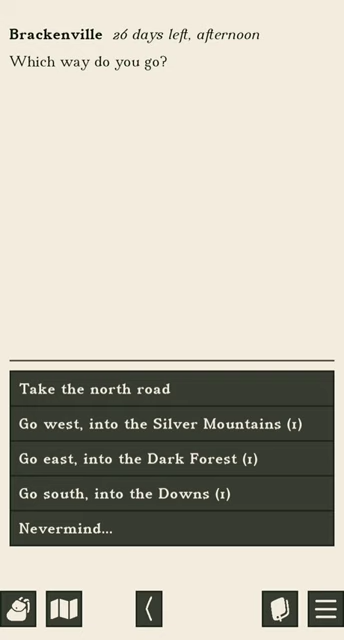 Brackenville 26 days left, afternoon
Which way do you go?
Take the north road
Go west, into the Silver Mountains (1)
Go east, into the Dark Forest (1)
Go south, into the Downs (1)
Nevermind...